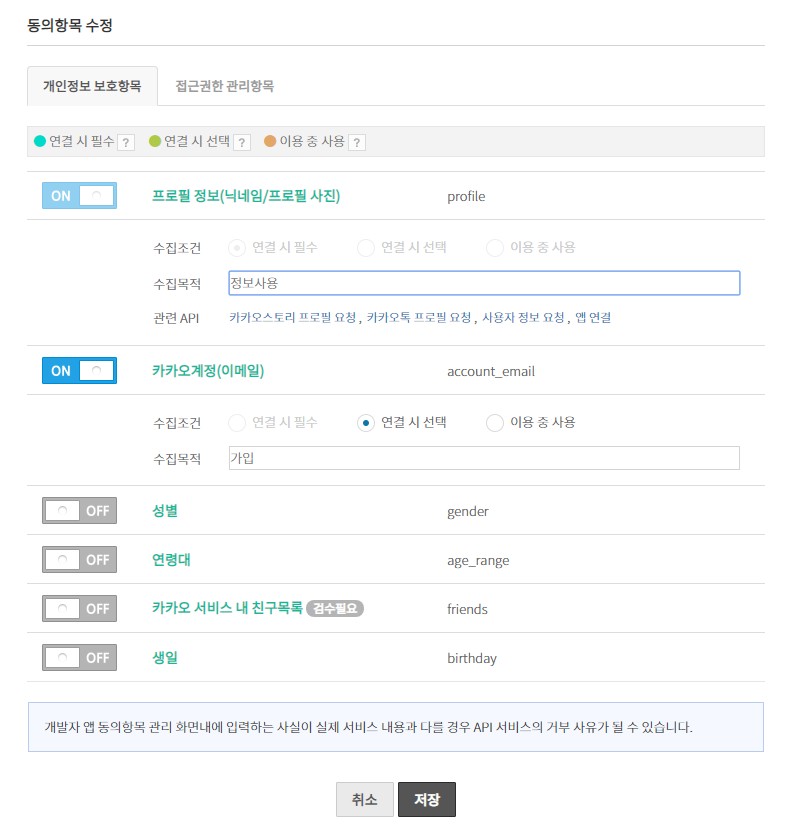 동의항목 수정
개인정보 보호항목 접근권한 관리항목
연결 시 필수 ? 연결 시 선택 ? 이용 중 사용 ?
ON 프로필 정보(닉네임/프로필 사진) profile
수집조건 연결 시 필수 연결 시 선택 이용 중 사용
수집목적 정보사용
관련 API 카카오스토리 프로필 요청 , 카카오톡 프로필 요청 , 사용자 정보 요청 , 앱 연결
ON 카카오계정(이메일) account_email
수집조건 연결 시 필수 연결 시 선택 이용 중 사용
수집목적 가입
OFF 성별 gender
OFF 연령대 age_range
OFF 카카오 서비스 내 친구목록 검수필요 friends
OFF 생일 birthday
개발자 앱 동의항목 관리 화면내에 입력하는 사실이 실제 서비스 내용과 다를 경우 API 서비스의 거부 사유가 될 수 있습니다.
취소 저장